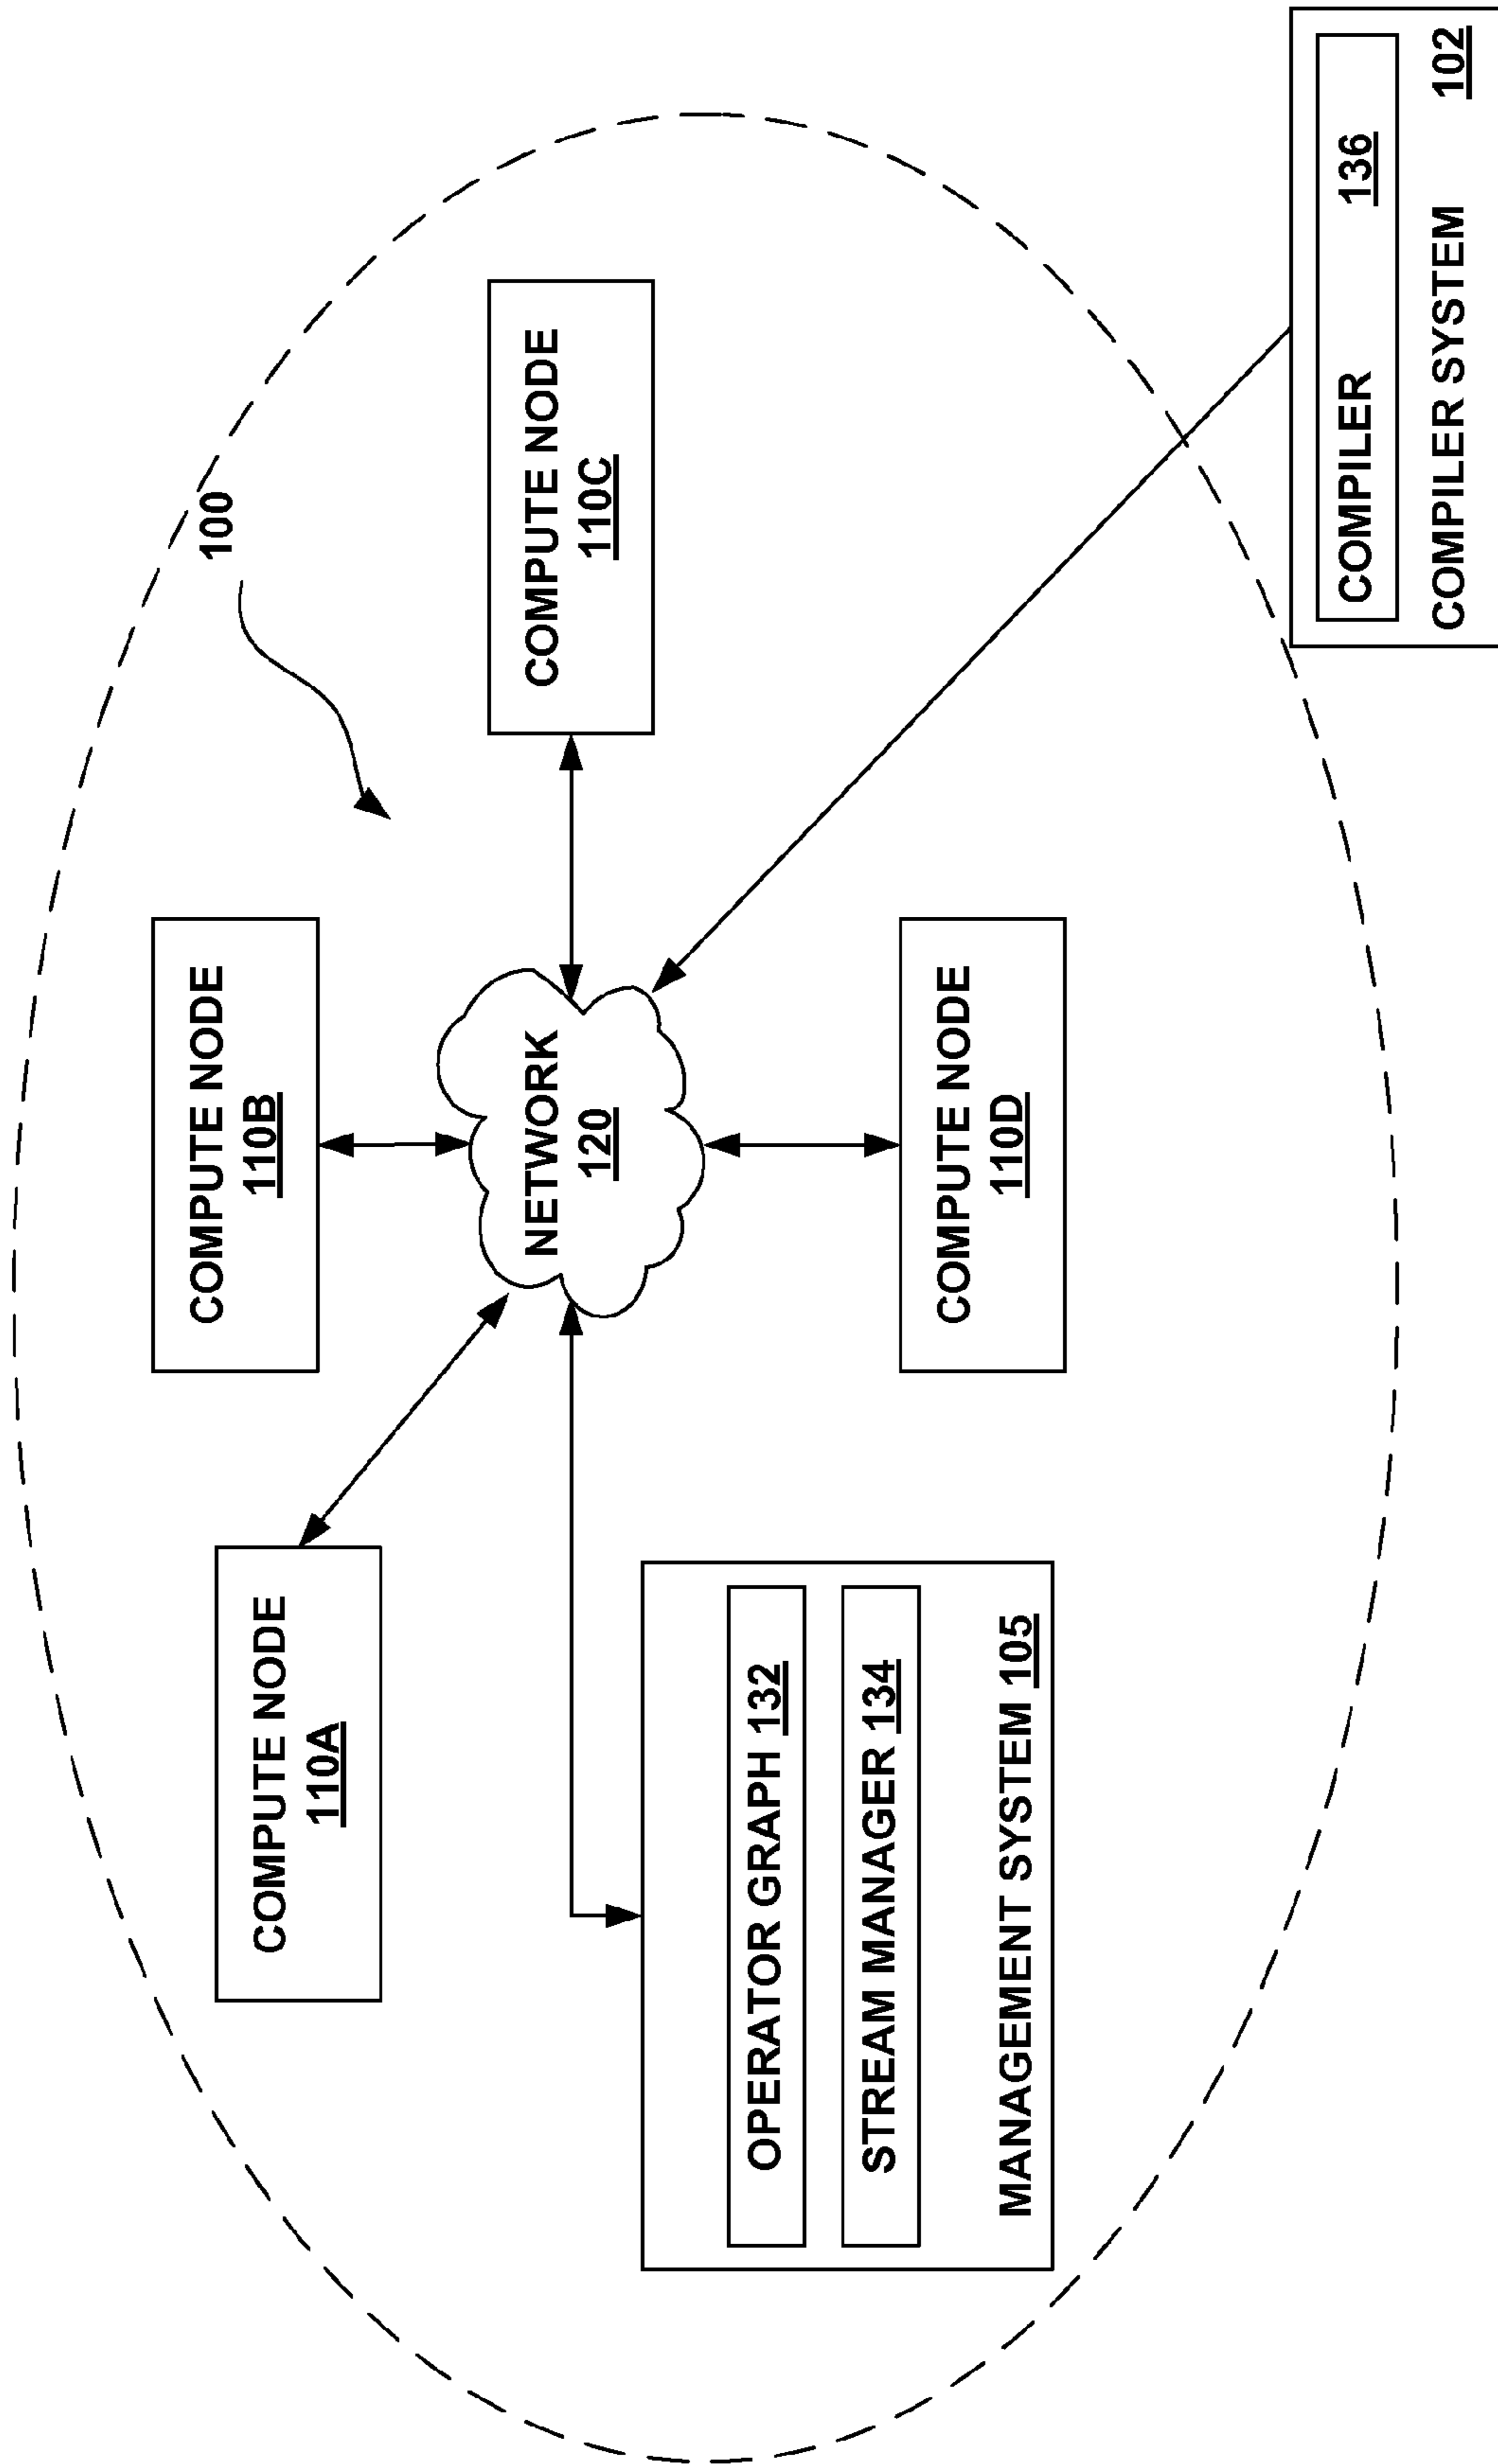 100
COMPUTE NODE
110A
COMPUTE NODE
110B
COMPUTE NODE
110C
NETWORK
120
OPERATOR GRAPH 132
STREAM MANAGER 134
MANAGEMENT SYSTEM 105
COMPUTE NODE
110D
COMPILER 136
COMPILER SYSTEM 102